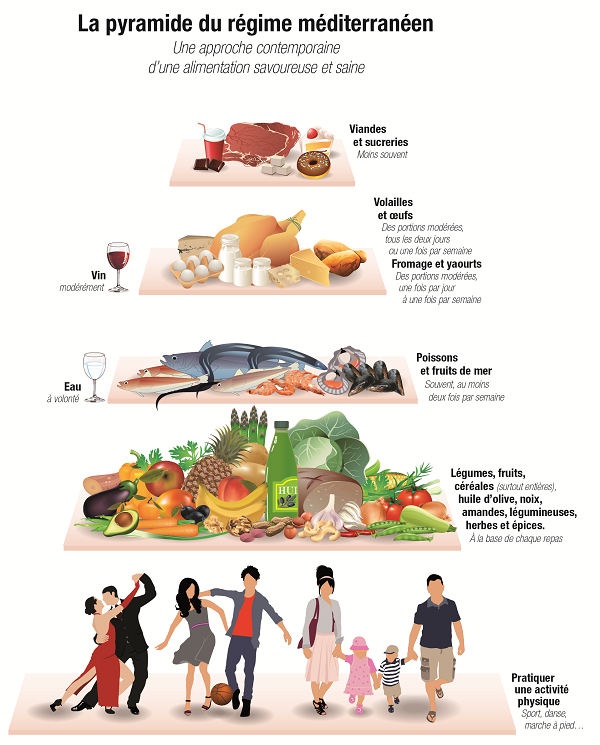 La pyramide du régime méditerranéen
Une approche contemporaine
d'une alimentation savoureuse et saine
Viandes
et sucreries
Moins souvent
Volailles
et œufs
Des portions modérées,
tous les deux jours
ou une fois par semaine
Fromage et yaourts
Des portions modérées,
une fois par jour
à une fois par semaine
Vin
modérément
Poissons
et fruits de mer
Souvent, au moins
deux fois par semaine
Eau
à volonté
HUI
Légumes, fruits,
céréales (surtout entières),
huile d'olive, noix,
amandes, légumineuses,
herbes et épices.
À la base de chaque repas
Pratiquer
une activité
physique
Sport, danse,
marche à pied…